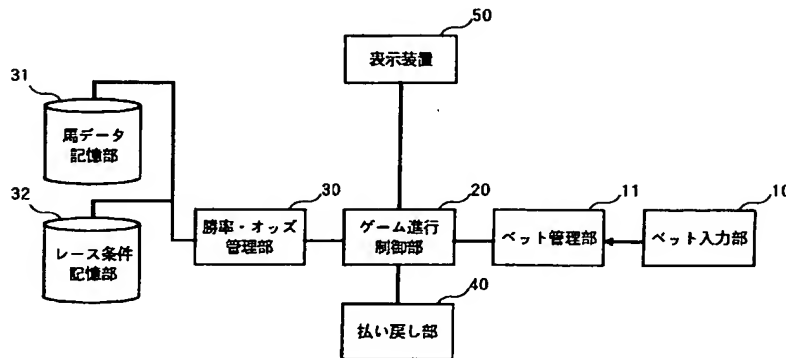 50
表示装置
31
馬データ
記憶部
32
レース条件
記憶部
30
勝率・オッズ
管理部
20
ゲーム進行
制御部
11
ベット管理部
10
ベット入力部
40
払い戻し部